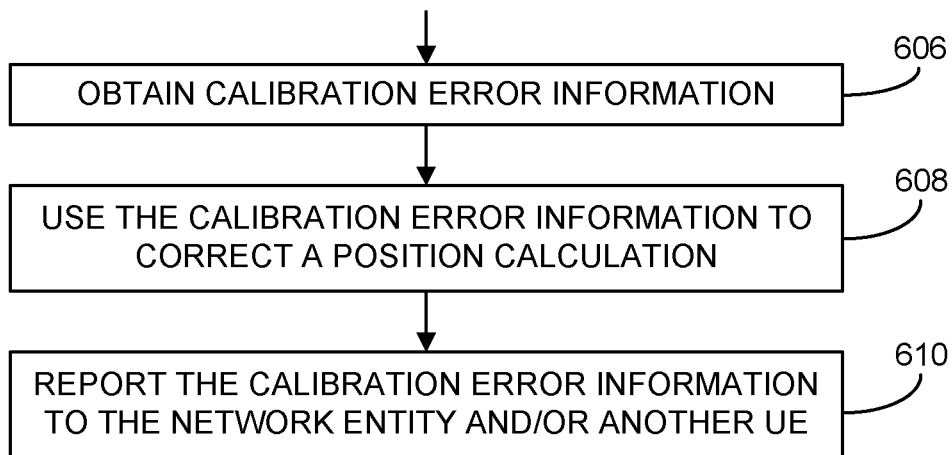 606
OBTAIN CALIBRATION ERROR INFORMATION
608
USE THE CALIBRATION ERROR INFORMATION TO
CORRECT A POSITION CALCULATION
610
REPORT THE CALIBRATION ERROR INFORMATION
TO THE NETWORK ENTITY AND/OR ANOTHER UE